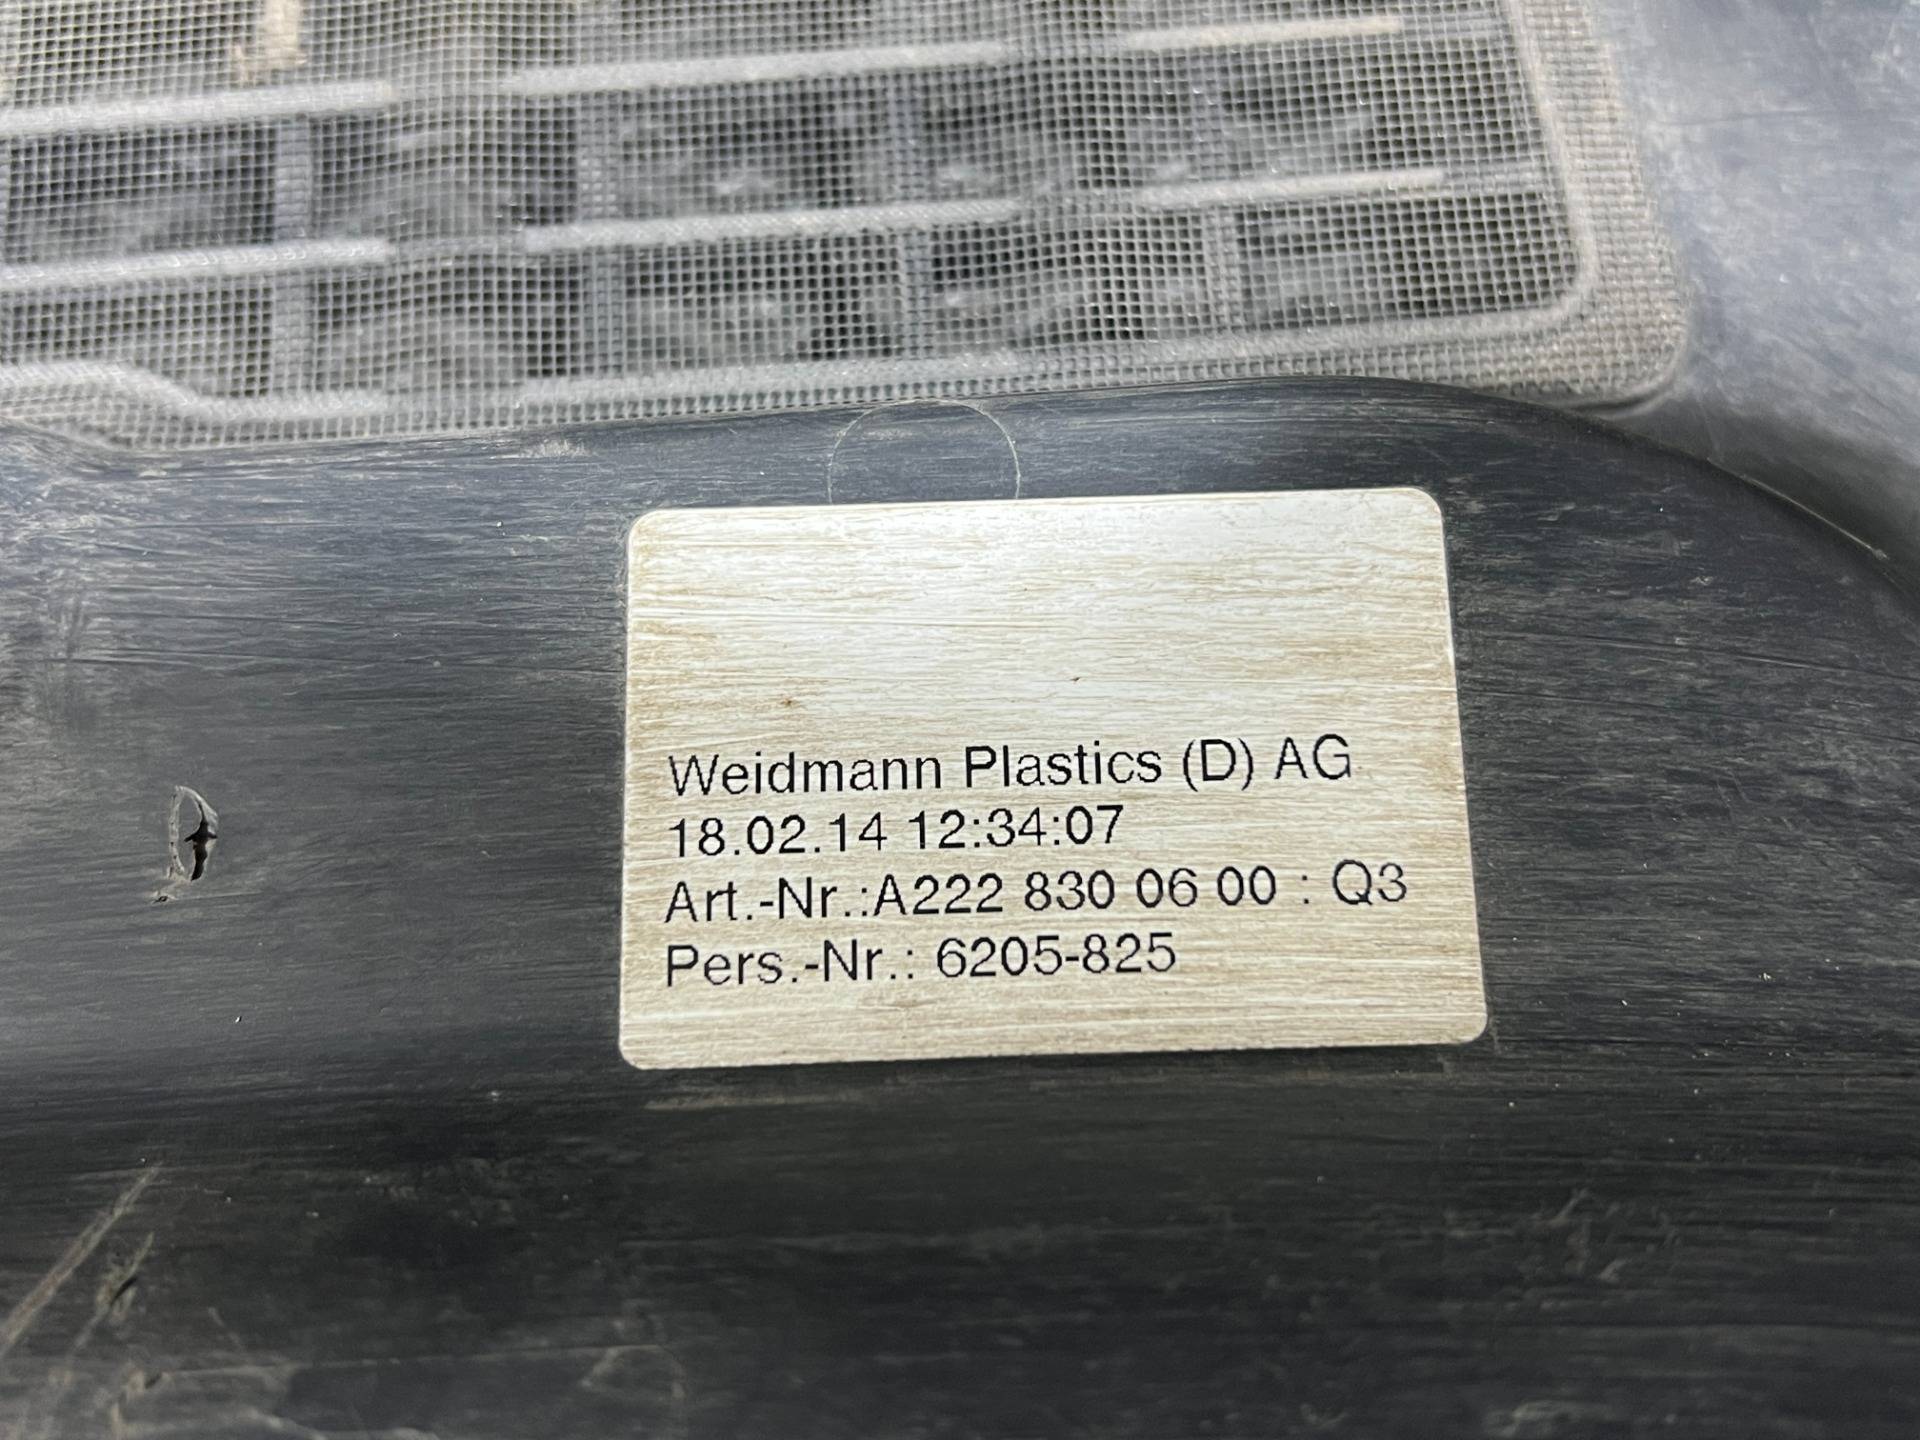 Weidmann Plastics (D) AG
18.02.14 12:34:07
Art.-Nr.:A222 830 06 00 : Q3
Pers.-Nr.: 6205-825